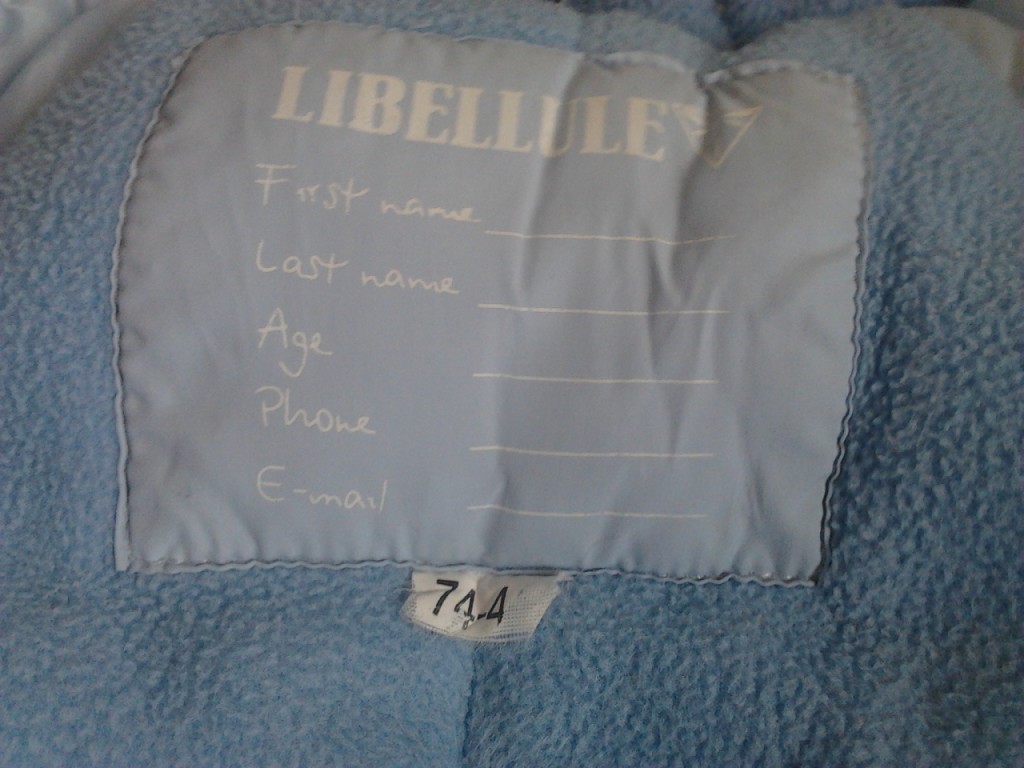 LIBELLULE
First name
Last name
Age
Phone
E-mail
74-4